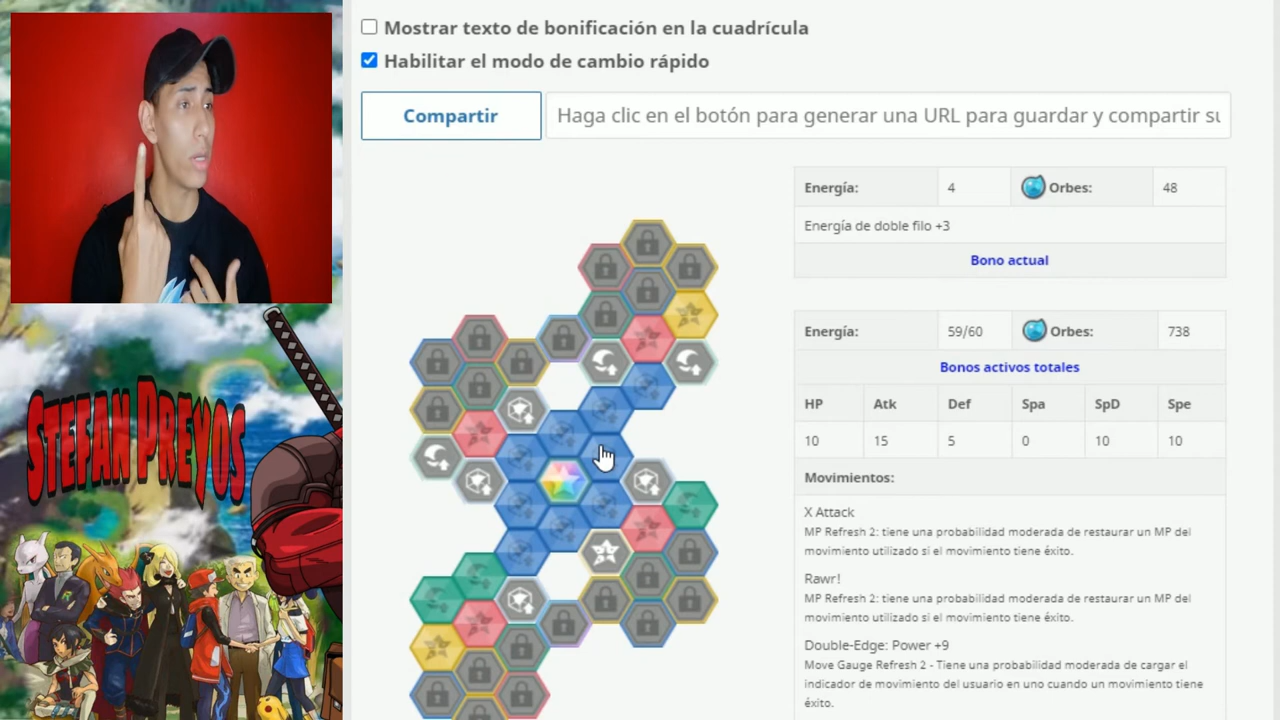 Mostrar texto de bonificación en la cuadrícula
Habilitar el modo de cambio rápido
Compartir
Haga clic en el botón para generar una URL para guardar y compartir su
STEFAN PREYOS
Energía: 4 Orbes: 48
Energía de doble filo +3
Bono actual
Energía: 59/60 Orbes: 738
Bonos activos totales
HP Atk Def Spa SpD Spe
10 15 5 0 10 10
Movimientos:
X Attack
MP Refresh 2: tiene una probabilidad moderada de restaurar un MP del
movimiento utilizado si el movimiento tiene éxito.
Rawr!
MP Refresh 2: tiene una probabilidad moderada de restaurar un MP del
movimiento utilizado si el movimiento tiene éxito.
Double-Edge: Power +9
Move Gauge Refresh 2 - Tiene una probabilidad moderada de cargar el
indicador de movimiento del usuario en uno cuando un movimiento tiene
éxito.